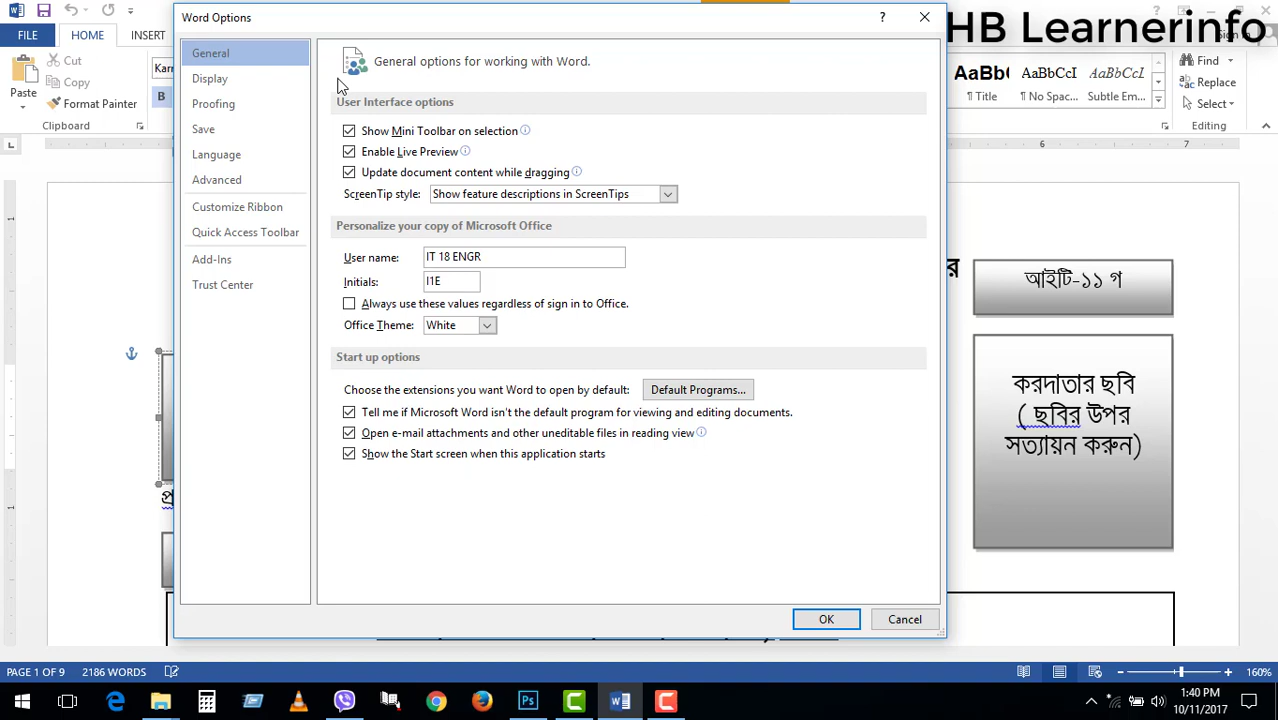 Word Options
HB Learnerinfo
FILE
HOME
INSERT
Cut
Copy
Paste
Format Painter
Clipboard
B
General
Display
Proofing
Save
Language
Advanced
Customize Ribbon
Quick Access Toolbar
Add-Ins
Trust Center
General options for working with Word.
User Interface options
Show Mini Toolbar on selection
Enable Live Preview
Update document content while dragging
ScreenTip style: Show feature descriptions in ScreenTips
Personalize your copy of Microsoft Office
User name: IT 18 ENGR
Initials: I1E
Always use these values regardless of sign in to Office.
Office Theme: White
Start up options
Choose the extensions you want Word to open by default: Default Programs...
Tell me if Microsoft Word isn't the default program for viewing and editing documents.
Open e-mail attachments and other uneditable files in reading view
Show the Start screen when this application starts
OK Cancel
AaBbC AaBbCcI AaBbCcI
Title No Spac... Subtle Em...
Find
Replace
Select
Editing
6 7
1
1
আইটি-১১ গ
করদাতার ছবি
( ছবির উপর
সত্যায়ন করুন)
PAGE 1 OF 9 2186 WORDS 160%
1:40 PM
10/11/2017